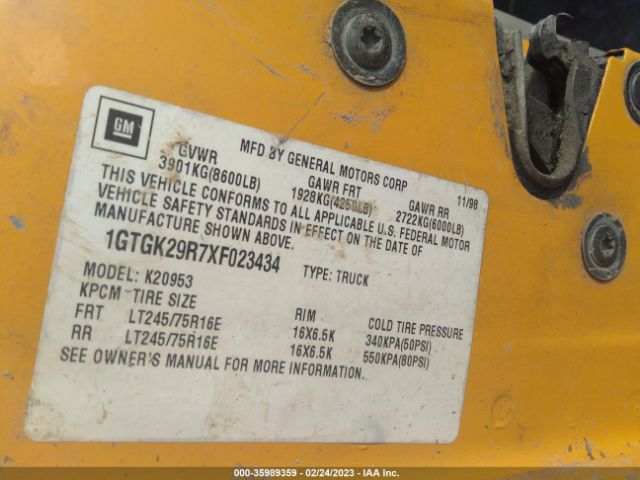 GM
MFD BY GENERAL MOTORS CORP 11/98
GVWR GAWR FRT GAWR RR
3901KG(8600LB) 1928KG(4250LB) 2722KG(6000LB)
THIS VEHICLE CONFORMS TO ALL APPLICABLE U.S. FEDERAL MOTOR
VEHICLE SAFETY STANDARDS IN EFFECT ON THE DATE OF
MANUFACTURE SHOWN ABOVE.
1GTGK29R7XF023434 TYPE: TRUCK
MODEL: K20953
KPCM TIRE SIZE RIM COLD TIRE PRESSURE
FRT LT245/75R16E 16X6.5K 340KPA(50PSI)
RR LT245/75R16E 16X6.5K 550KPA(80PSI)
SEE OWNER'S MANUAL FOR MORE INFORMATION.
000-35989359 - 02/24/2023 - IAA Inc.